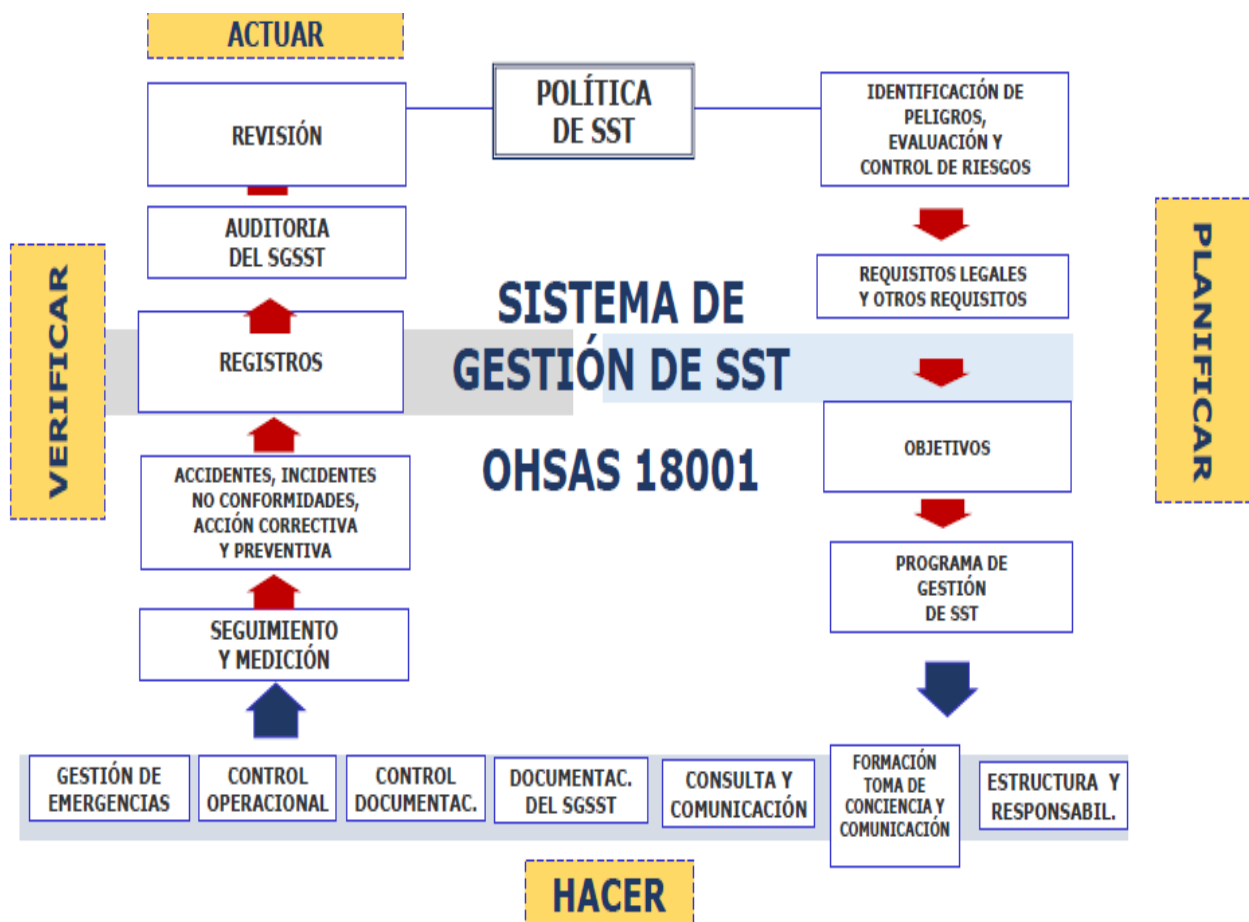 ACTUAR
POLÍTICA
DE SST
REVISIÓN
IDENTIFICACIÓN DE
PELIGROS,
EVALUACIÓN Y
CONTROL DE RIESGOS
AUDITORIA
DEL SGSST
REQUISITOS LEGALES
Y OTROS REQUISITOS
VERIFICAR
PLANIFICAR
SISTEMA DE
GESTIÓN DE SST
OHSAS 18001
REGISTROS
OBJETIVOS
ACCIDENTES, INCIDENTES
NO CONFORMIDADES,
ACCIÓN CORRECTIVA
Y PREVENTIVA
PROGRAMA DE
GESTIÓN
DE SST
SEGUIMIENTO
Y MEDICIÓN
GESTIÓN DE
EMERGENCIAS
CONTROL
OPERACIONAL
CONTROL
DOCUMENTAC.
DOCUMENTAC.
DEL SGSST
CONSULTA Y
COMUNICACIÓN
FORMACIÓN
TOMA DE
CONCIENCIA Y
COMUNICACIÓN
ESTRUCTURA Y
RESPONSABIL.
HACER